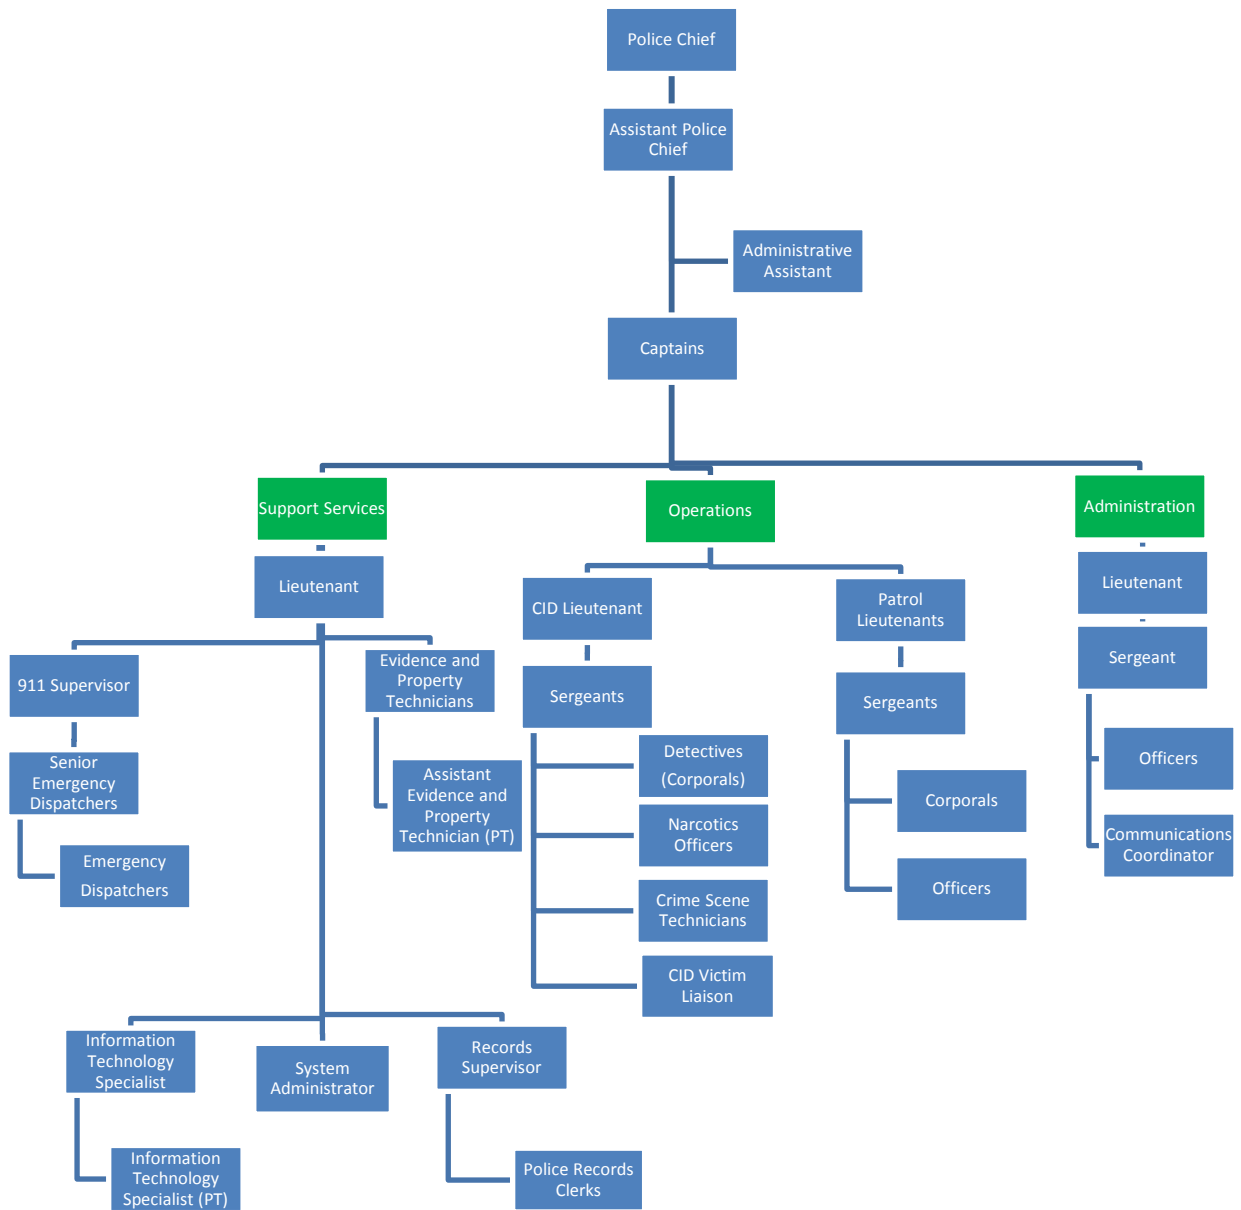 Police Chief
Assistant Police
Chief
Administrative
Assistant
Captains
Support Services
Operations
Administration
Lieutenant
CID Lieutenant
Patrol
Lieutenants
Lieutenant
911 Supervisor
Evidence and
Property
Technicians
Sergeants
Sergeants
Sergeant
Senior
Emergency
Dispatchers
Assistant
Evidence and
Property
Technician (PT)
Detectives
(Corporals)
Corporals
Officers
Emergency
Dispatchers
Narcotics
Officers
Officers
Communications
Coordinator
Crime Scene
Technicians
CID Victim
Liaison
Information
Technology
Specialist
System
Administrator
Records
Supervisor
Information
Technology
Specialist (PT)
Police Records
Clerks